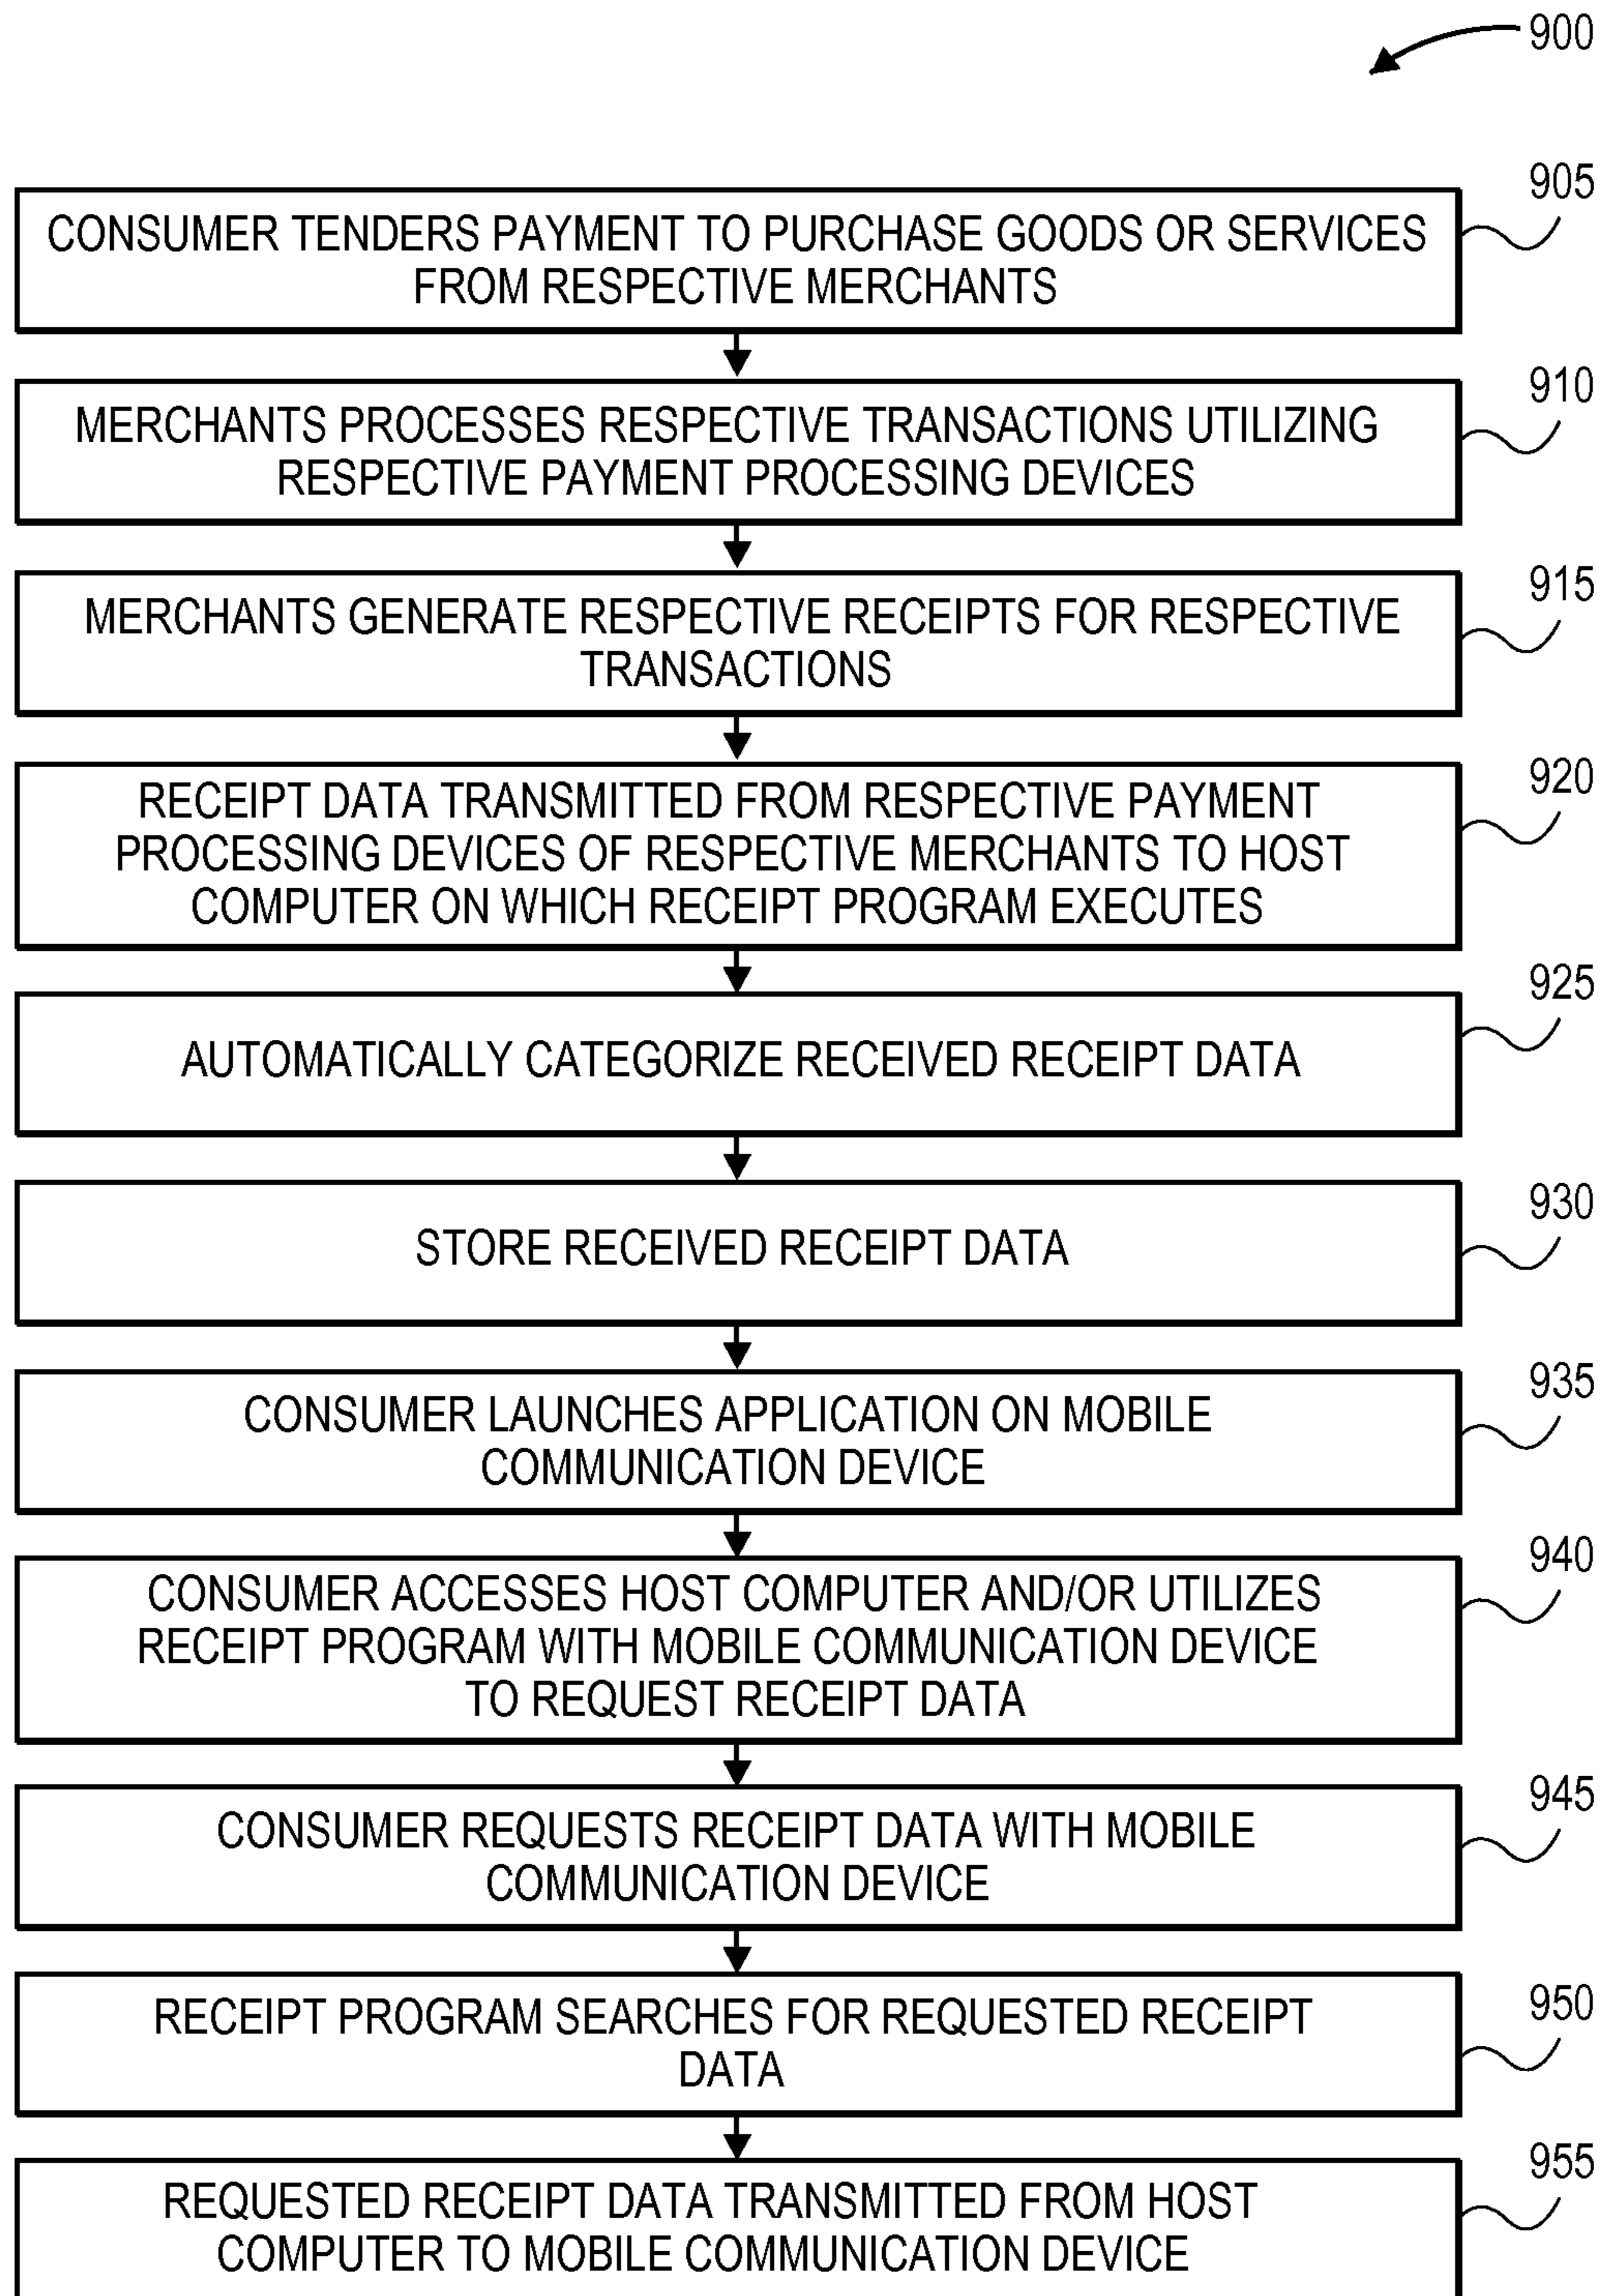 900
905
CONSUMER TENDERS PAYMENT TO PURCHASE GOODS OR SERVICES
FROM RESPECTIVE MERCHANTS
910
MERCHANTS PROCESSES RESPECTIVE TRANSACTIONS UTILIZING
RESPECTIVE PAYMENT PROCESSING DEVICES
915
MERCHANTS GENERATE RESPECTIVE RECEIPTS FOR RESPECTIVE
TRANSACTIONS
920
RECEIPT DATA TRANSMITTED FROM RESPECTIVE PAYMENT
PROCESSING DEVICES OF RESPECTIVE MERCHANTS TO HOST
COMPUTER ON WHICH RECEIPT PROGRAM EXECUTES
925
AUTOMATICALLY CATEGORIZE RECEIVED RECEIPT DATA
930
STORE RECEIVED RECEIPT DATA
935
CONSUMER LAUNCHES APPLICATION ON MOBILE
COMMUNICATION DEVICE
940
CONSUMER ACCESSES HOST COMPUTER AND/OR UTILIZES
RECEIPT PROGRAM WITH MOBILE COMMUNICATION DEVICE
TO REQUEST RECEIPT DATA
945
CONSUMER REQUESTS RECEIPT DATA WITH MOBILE
COMMUNICATION DEVICE
950
RECEIPT PROGRAM SEARCHES FOR REQUESTED RECEIPT
DATA
955
REQUESTED RECEIPT DATA TRANSMITTED FROM HOST
COMPUTER TO MOBILE COMMUNICATION DEVICE